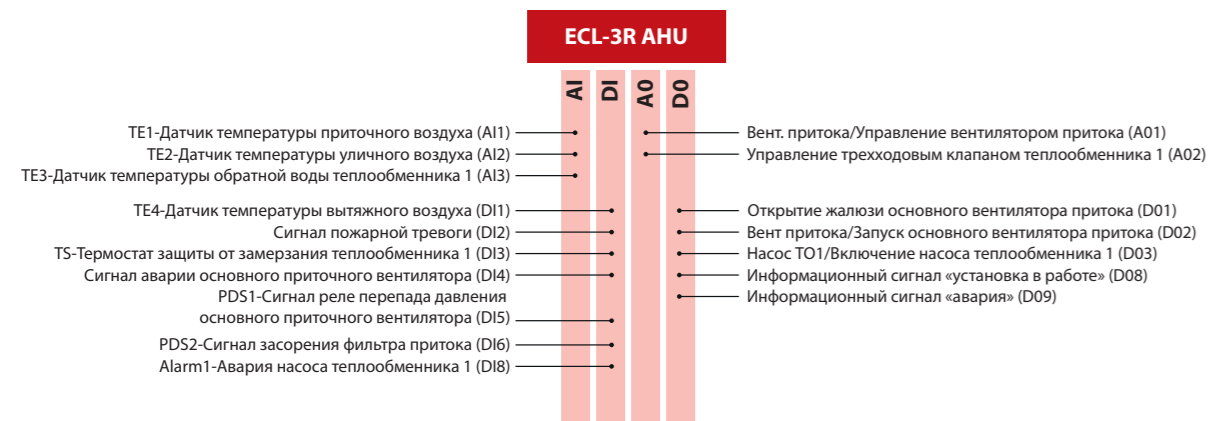 ECL-3R AHU
AI
DI
A0
D0
TE1-Датчик температуры приточного воздуха (AI1)
TE2-Датчик температуры уличного воздуха (AI2)
TE3-Датчик температуры обратной воды теплообменника 1 (AI3)
TE4-Датчик температуры вытяжного воздуха (DI1)
Сигнал пожарной тревоги (DI2)
TS-Термостат защиты от замерзания теплообменника 1 (DI3)
Сигнал аварии основного приточного вентилятора (DI4)
PDS1-Сигнал реле перепада давления
основного приточного вентилятора (DI5)
PDS2-Сигнал засорения фильтра притока (DI6)
Alarm1-Авария насоса теплообменника 1 (DI8)
Вент. притока/Управление вентилятором притока (A01)
Управление трехходовым клапаном теплообменника 1 (A02)
Открытие жалюзи основного вентилятора притока (D01)
Вент притока/Запуск основного вентилятора притока (D02)
Насос ТО1/Включение насоса теплообменника 1 (D03)
Информационный сигнал «установка в работе» (D08)
Информационный сигнал «авария» (D09)